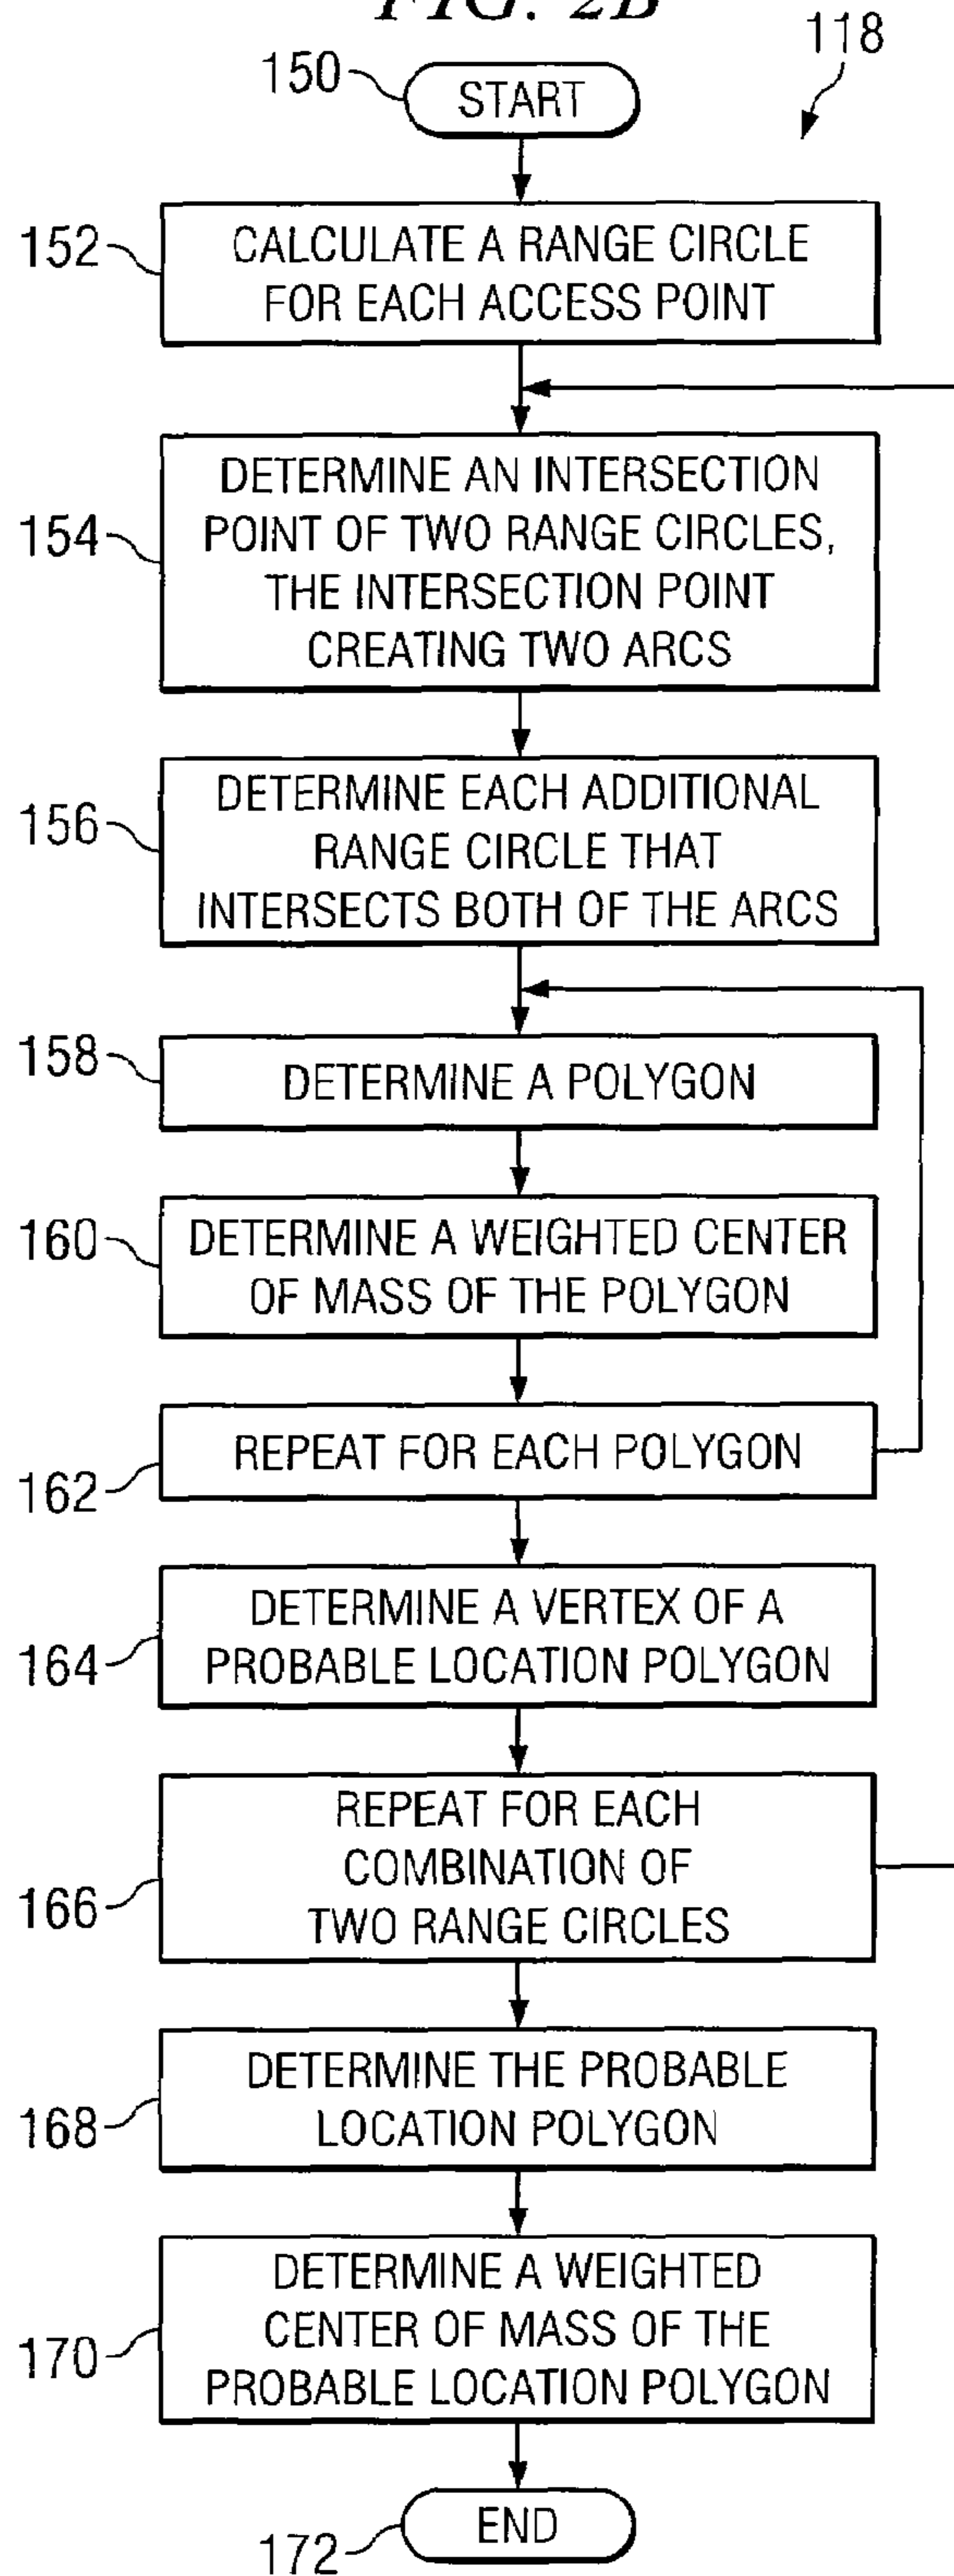 FIG. 2B
118
150
START
152
CALCULATE A RANGE CIRCLE
FOR EACH ACCESS POINT
154
DETERMINE AN INTERSECTION
POINT OF TWO RANGE CIRCLES,
THE INTERSECTION POINT
CREATING TWO ARCS
156
DETERMINE EACH ADDITIONAL
RANGE CIRCLE THAT
INTERSECTS BOTH OF THE ARCS
158
DETERMINE A POLYGON
160
DETERMINE A WEIGHTED CENTER
OF MASS OF THE POLYGON
162
REPEAT FOR EACH POLYGON
164
DETERMINE A VERTEX OF A
PROBABLE LOCATION POLYGON
166
REPEAT FOR EACH
COMBINATION OF
TWO RANGE CIRCLES
168
DETERMINE THE PROBABLE
LOCATION POLYGON
170
DETERMINE A WEIGHTED
CENTER OF MASS OF THE
PROBABLE LOCATION POLYGON
172
END